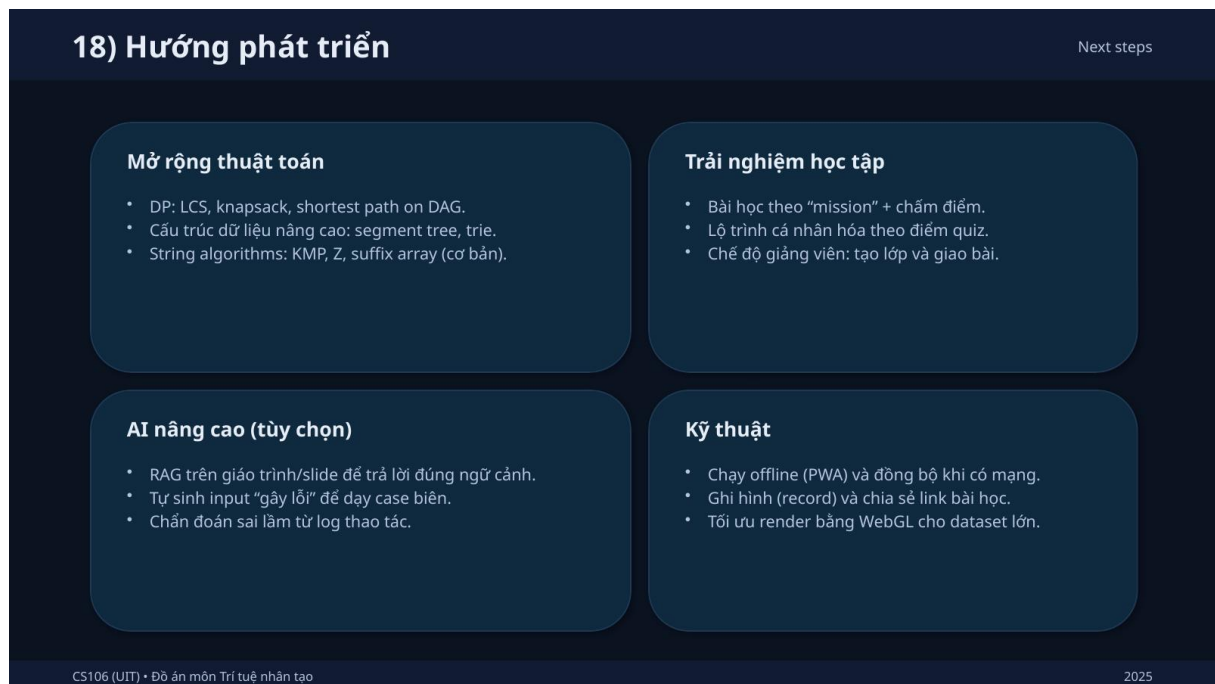 18) Hướng phát triển
Next steps
Mở rộng thuật toán
• DP: LCS, knapsack, shortest path on DAG.
• Cấu trúc dữ liệu nâng cao: segment tree, trie.
• String algorithms: KMP, Z, suffix array (cơ bản).
Trải nghiệm học tập
• Bài học theo “mission” + chấm điểm.
• Lộ trình cá nhân hóa theo điểm quiz.
• Chế độ giảng viên: tạo lớp và giao bài.
AI nâng cao (tùy chọn)
• RAG trên giáo trình/slide để trả lời đúng ngữ cảnh.
• Tự sinh input “gây lỗi” để dạy case biên.
• Chẩn đoán sai lầm từ log thao tác.
Kỹ thuật
• Chạy offline (PWA) và đồng bộ khi có mạng.
• Ghi hình (record) và chia sẻ link bài học.
• Tối ưu render bằng WebGL cho dataset lớn.
CS106 (UIT) • Đồ án môn Trí tuệ nhân tạo
2025